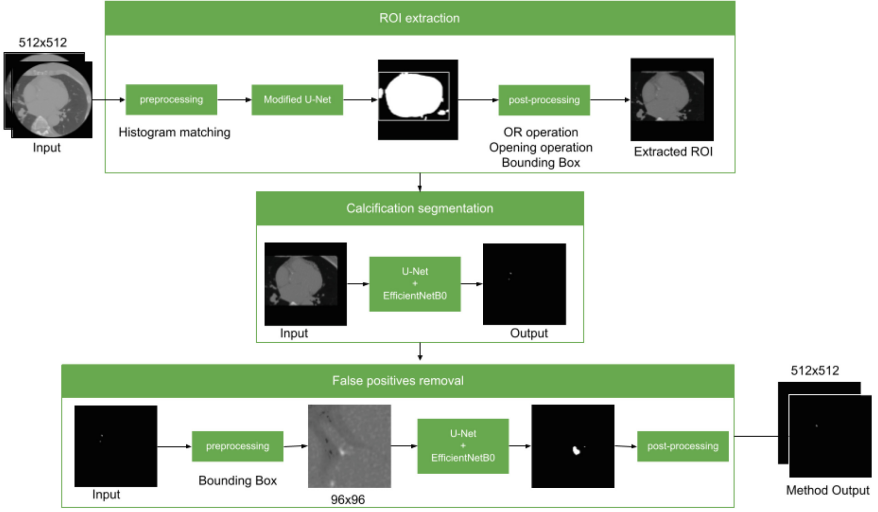 ROI extraction
512x512
preprocessing
Modified U-Net
post-processing
Histogram matching
OR operation
Opening operation
Bounding Box
Input
Extracted ROI
Calcification segmentation
U-Net
+
EfficientNetB0
Input
Output
False positives removal
512x512
preprocessing
U-Net
+
EfficientNetB0
post-processing
Bounding Box
Input
96x96
Method Output